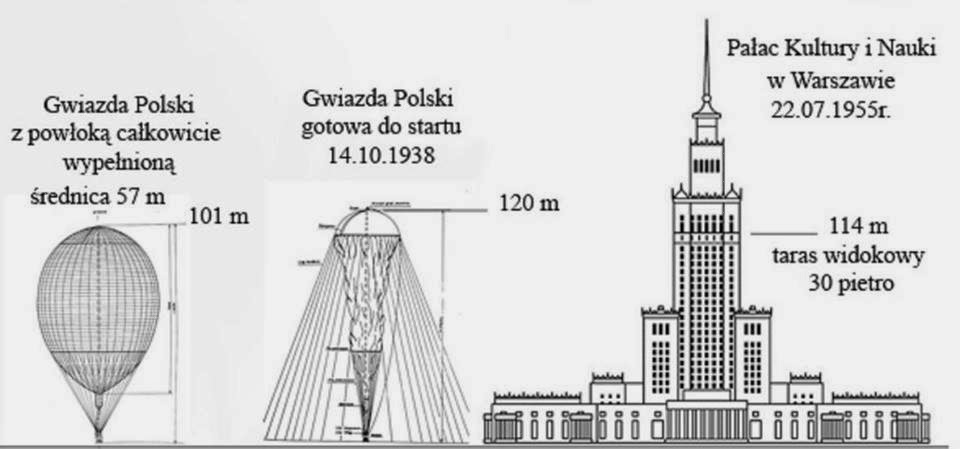 Gwiazda Polski
z powłoką całkowicie
wypełnioną
średnica 57 m
101 m
Gwiazda Polski
gotowa do startu
14.10.1938
120 m
Pałac Kultury i Nauki
w Warszawie
22.07.1955r.
114 m
taras widokowy
30 pietro